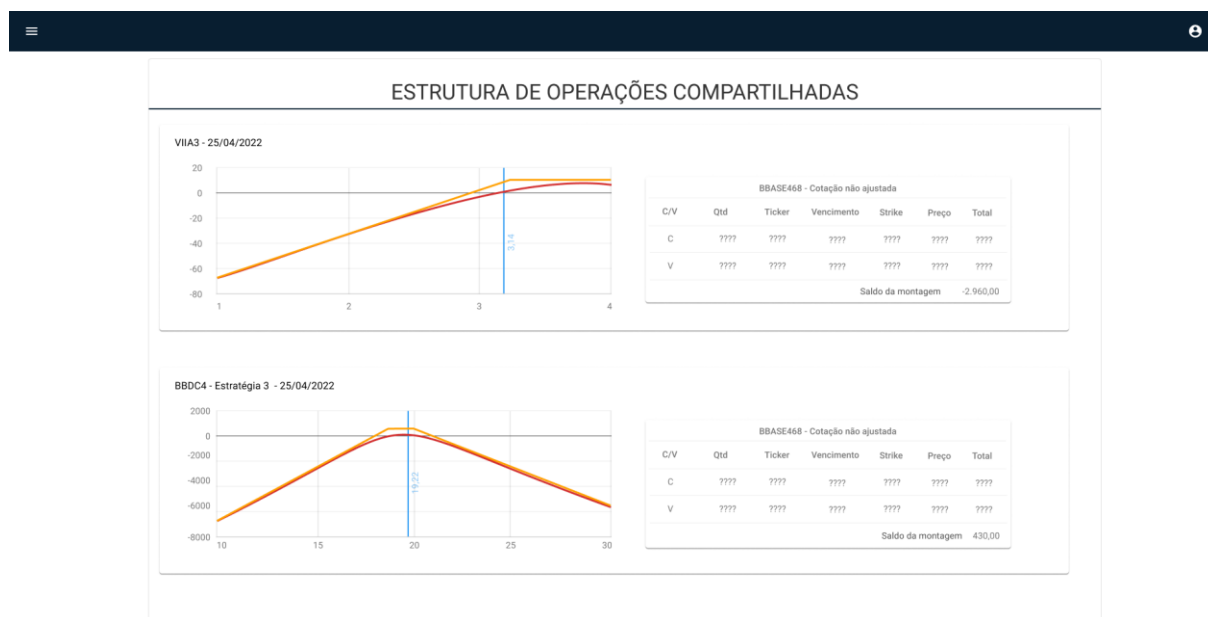 ESTRUTURA DE OPERAÇÕES COMPARTILHADAS
VIIA3 - 25/04/2022
20
0
-20
-40
-60
-80
1 2 3 4
3,14
BBASE468 - Cotação não ajustada
C/V Qtd Ticker Vencimento Strike Preço Total
C ???? ???? ???? ???? ???? ????
V ???? ???? ???? ???? ???? ????
Saldo da montagem -2.960,00
BBDC4 - Estratégia 3 - 25/04/2022
2000
0
-2000
-4000
-6000
-8000
10 15 20 25 30
19,22
BBASE468 - Cotação não ajustada
C/V Qtd Ticker Vencimento Strike Preço Total
C ???? ???? ???? ???? ???? ????
V ???? ???? ???? ???? ???? ????
Saldo da montagem 430,00